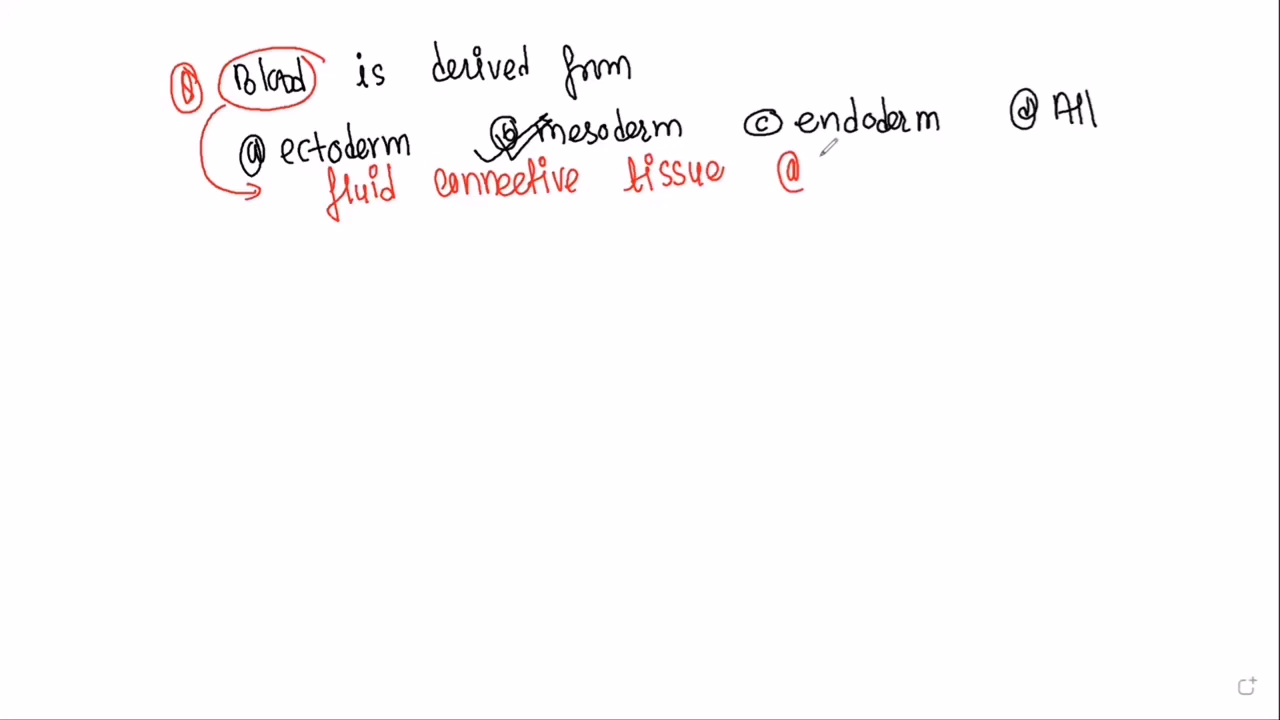 Q Blood is derived from
ⓐ ectoderm ⓑ mesoderm ⓒ endoderm ⓓ All
fluid connective tissue @